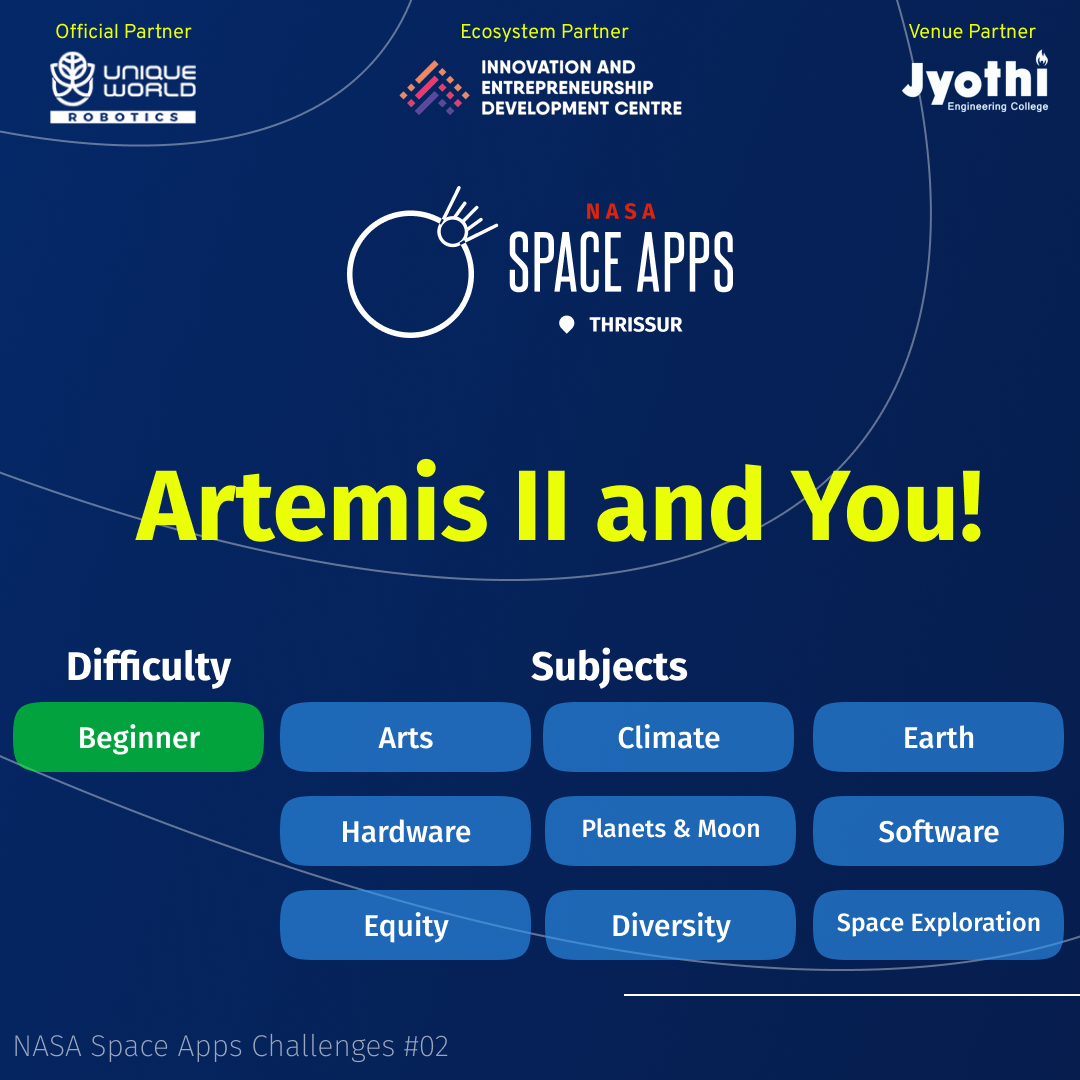 Official Partner
UNIQUE
WORLD
ROBOTICS
Ecosystem Partner
INNOVATION AND
ENTREPRENEURSHIP
DEVELOPMENT CENTRE
Venue Partner
Jyothi
Engineering College
NASA
SPACE APPS
THRISSUR
Artemis II and You!
Difficulty
Subjects
Beginner
Arts
Climate
Earth
Hardware
Planets & Moon
Software
Equity
Diversity
Space Exploration
NASA Space Apps Challenges #02